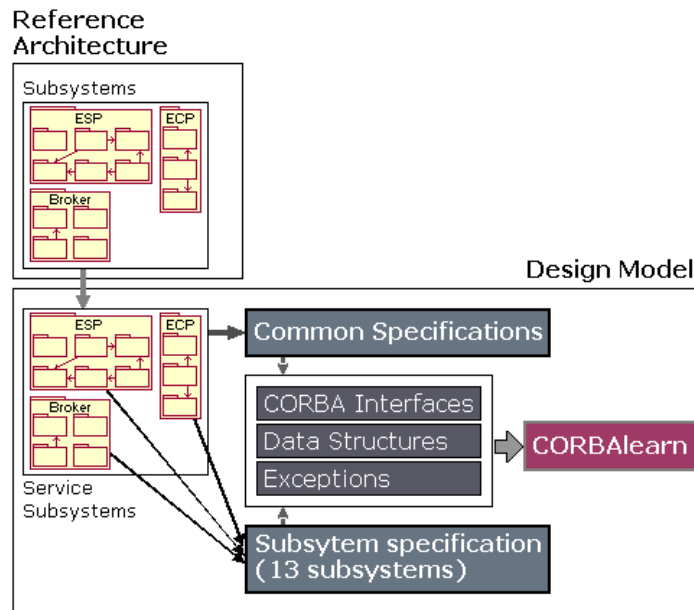 Reference
Architecture
Subsystems
ESP
ECP
Broker
Design Model
ESP
ECP
Broker
Service
Subsystems
Common Specifications
CORBA Interfaces
Data Structures
Exceptions
CORBAlearn
Subsytem specification
(13 subsystems)